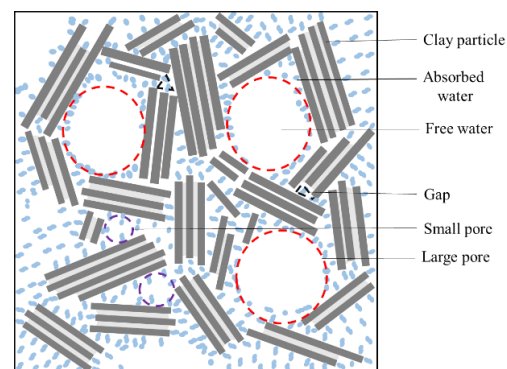 Clay particle
Absorbed
water
Free water
Gap
Small pore
Large pore